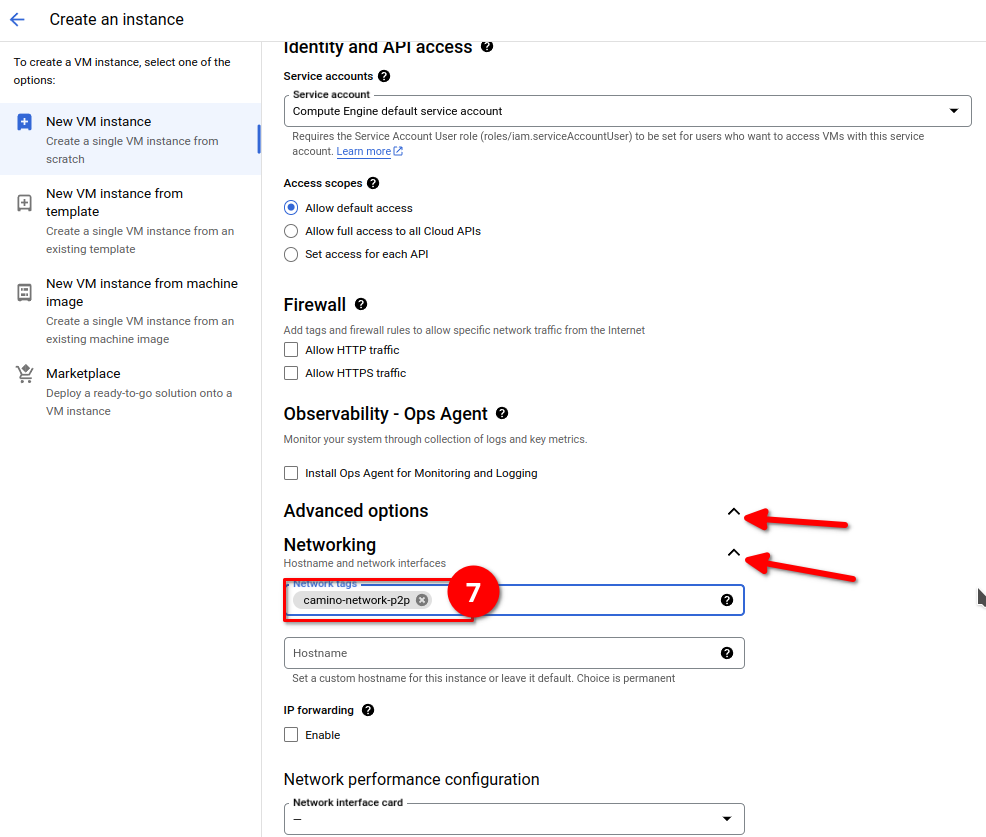 Create an instance
To create a VM instance, select one of the
options:
New VM instance
Create a single VM instance from
scratch
New VM instance from
template
Create a single VM instance from an
existing template
New VM instance from machine
image
Create a single VM instance from an
existing machine image
Marketplace
Deploy a ready-to-go solution onto a
VM instance
Identity and API access
Service accounts
Service account
Compute Engine default service account
Requires the Service Account User role (roles/iam.serviceAccountUser) to be set for users who want to access VMs with this service
account. Learn more
Access scopes
Allow default access
Allow full access to all Cloud APIs
Set access for each API
Firewall
Add tags and firewall rules to allow specific network traffic from the Internet
Allow HTTP traffic
Allow HTTPS traffic
Observability - Ops Agent
Monitor your system through collection of logs and key metrics.
Install Ops Agent for Monitoring and Logging
Advanced options
Networking
Hostname and network interfaces
Network tags
camino-network-p2p
7
Hostname
Set a custom hostname for this instance or leave it default. Choice is permanent
IP forwarding
Enable
Network performance configuration
Network interface card
—